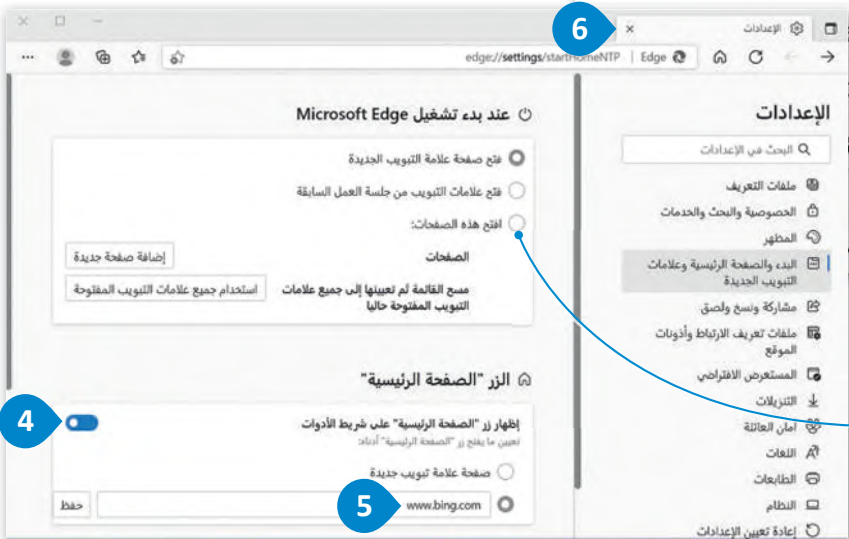 الإعدادات
6
edge://settings/startHomeNTP | Edge
الإعدادات
البحث في الإعدادات
ملفات التعريف
الخصوصية والبحث والخدمات
المظهر
البدء والصفحة الرئيسية وعلامات
التبويب الجديدة
مشاركة ونسخ ولصق
ملفات تعريف الارتباط وأذونات
الموقع
المستعرض الافتراضي
التنزيلات
أمان العائلة
اللغات
الطابعات
النظام
إعادة تعيين الإعدادات
عند بدء تشغيل Microsoft Edge
فتح صفحة علامة التبويب الجديدة
فتح علامات التبويب من جلسة العمل السابقة
افتح هذه الصفحات:
الصفحات
إضافة صفحة جديدة
مسح القائمة ثم تعيينها إلى جميع علامات
التبويب المفتوحة حاليا
استخدام جميع علامات التبويب المفتوحة
الزر "الصفحة الرئيسية"
إظهار زر "الصفحة الرئيسية" على شريط الأدوات
4
تعيين ما يفتح زر "الصفحة الرئيسية" أدناه:
صفحة علامة تبويب جديدة
www.bing.com
5
حفظ